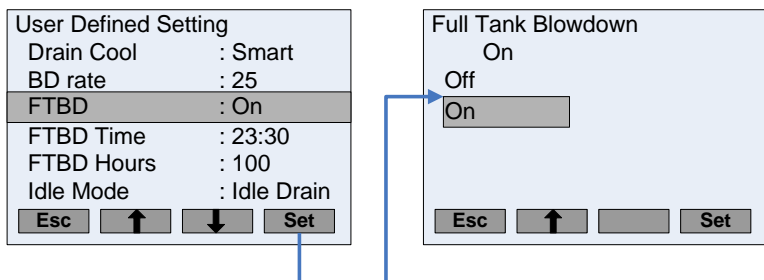 User Defined Setting
Drain Cool : Smart
BD rate : 25
FTBD : On
FTBD Time : 23:30
FTBD Hours : 100
Idle Mode : Idle Drain
Esc Set
Full Tank Blowdown
On
Off
On
Esc Set